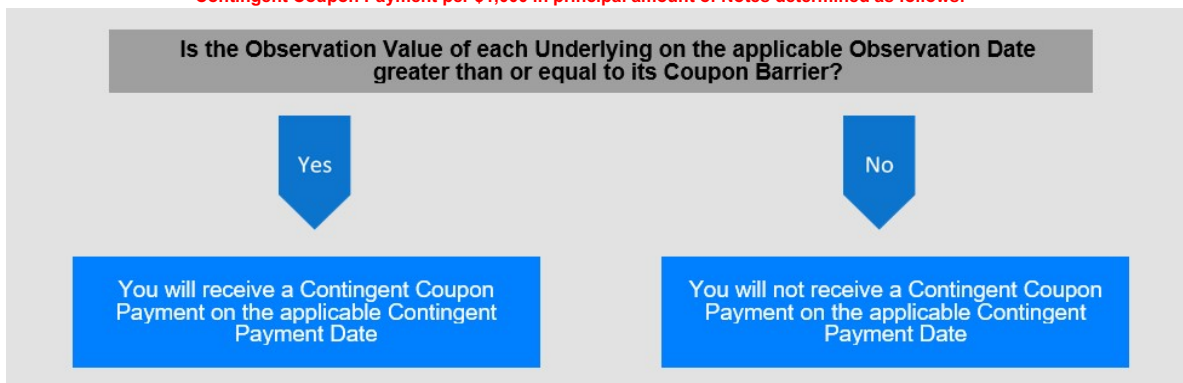 Contingent Coupon Payment per $1,000 in principal amount of Notes determined as follows:
Is the Observation Value of each Underlying on the applicable Observation Date
greater than or equal to its Coupon Barrier?
Yes
No
You will receive a Contingent Coupon
Payment on the applicable Contingent
Payment Date
You will not receive a Contingent Coupon
Payment on the applicable Contingent
Payment Date